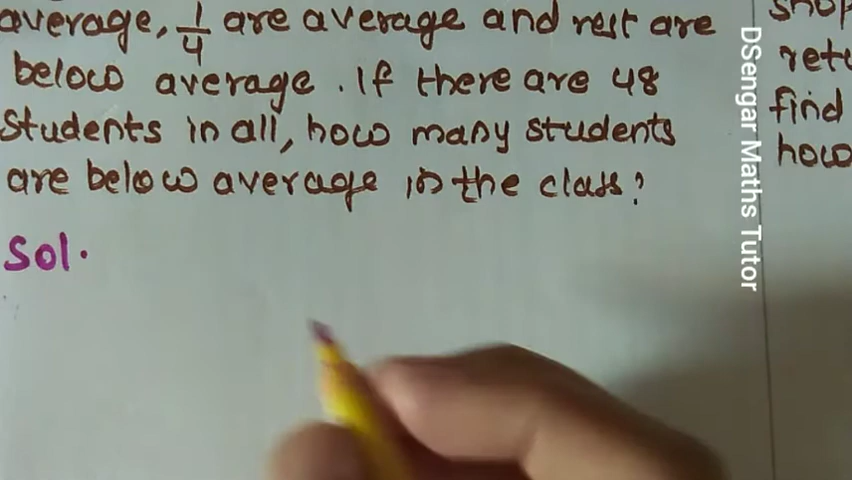 average, 1/4 are average and rest are
below average. If there are 48
students in all, how many students
are below average in the class?
Sol.
DSengar Maths Tutor
find
how